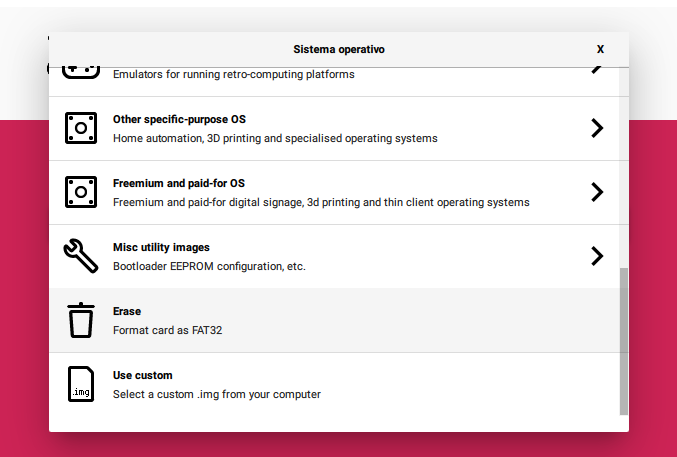 Sistema operativo
X
Emulators for running retro-computing platforms
Other specific-purpose OS
Home automation, 3D printing and specialised operating systems
Freemium and paid-for OS
Freemium and paid-for digital signage, 3d printing and thin client operating systems
Misc utility images
Bootloader EEPROM configuration, etc.
Erase
Format card as FAT32
Use custom
.img
Select a custom .img from your computer